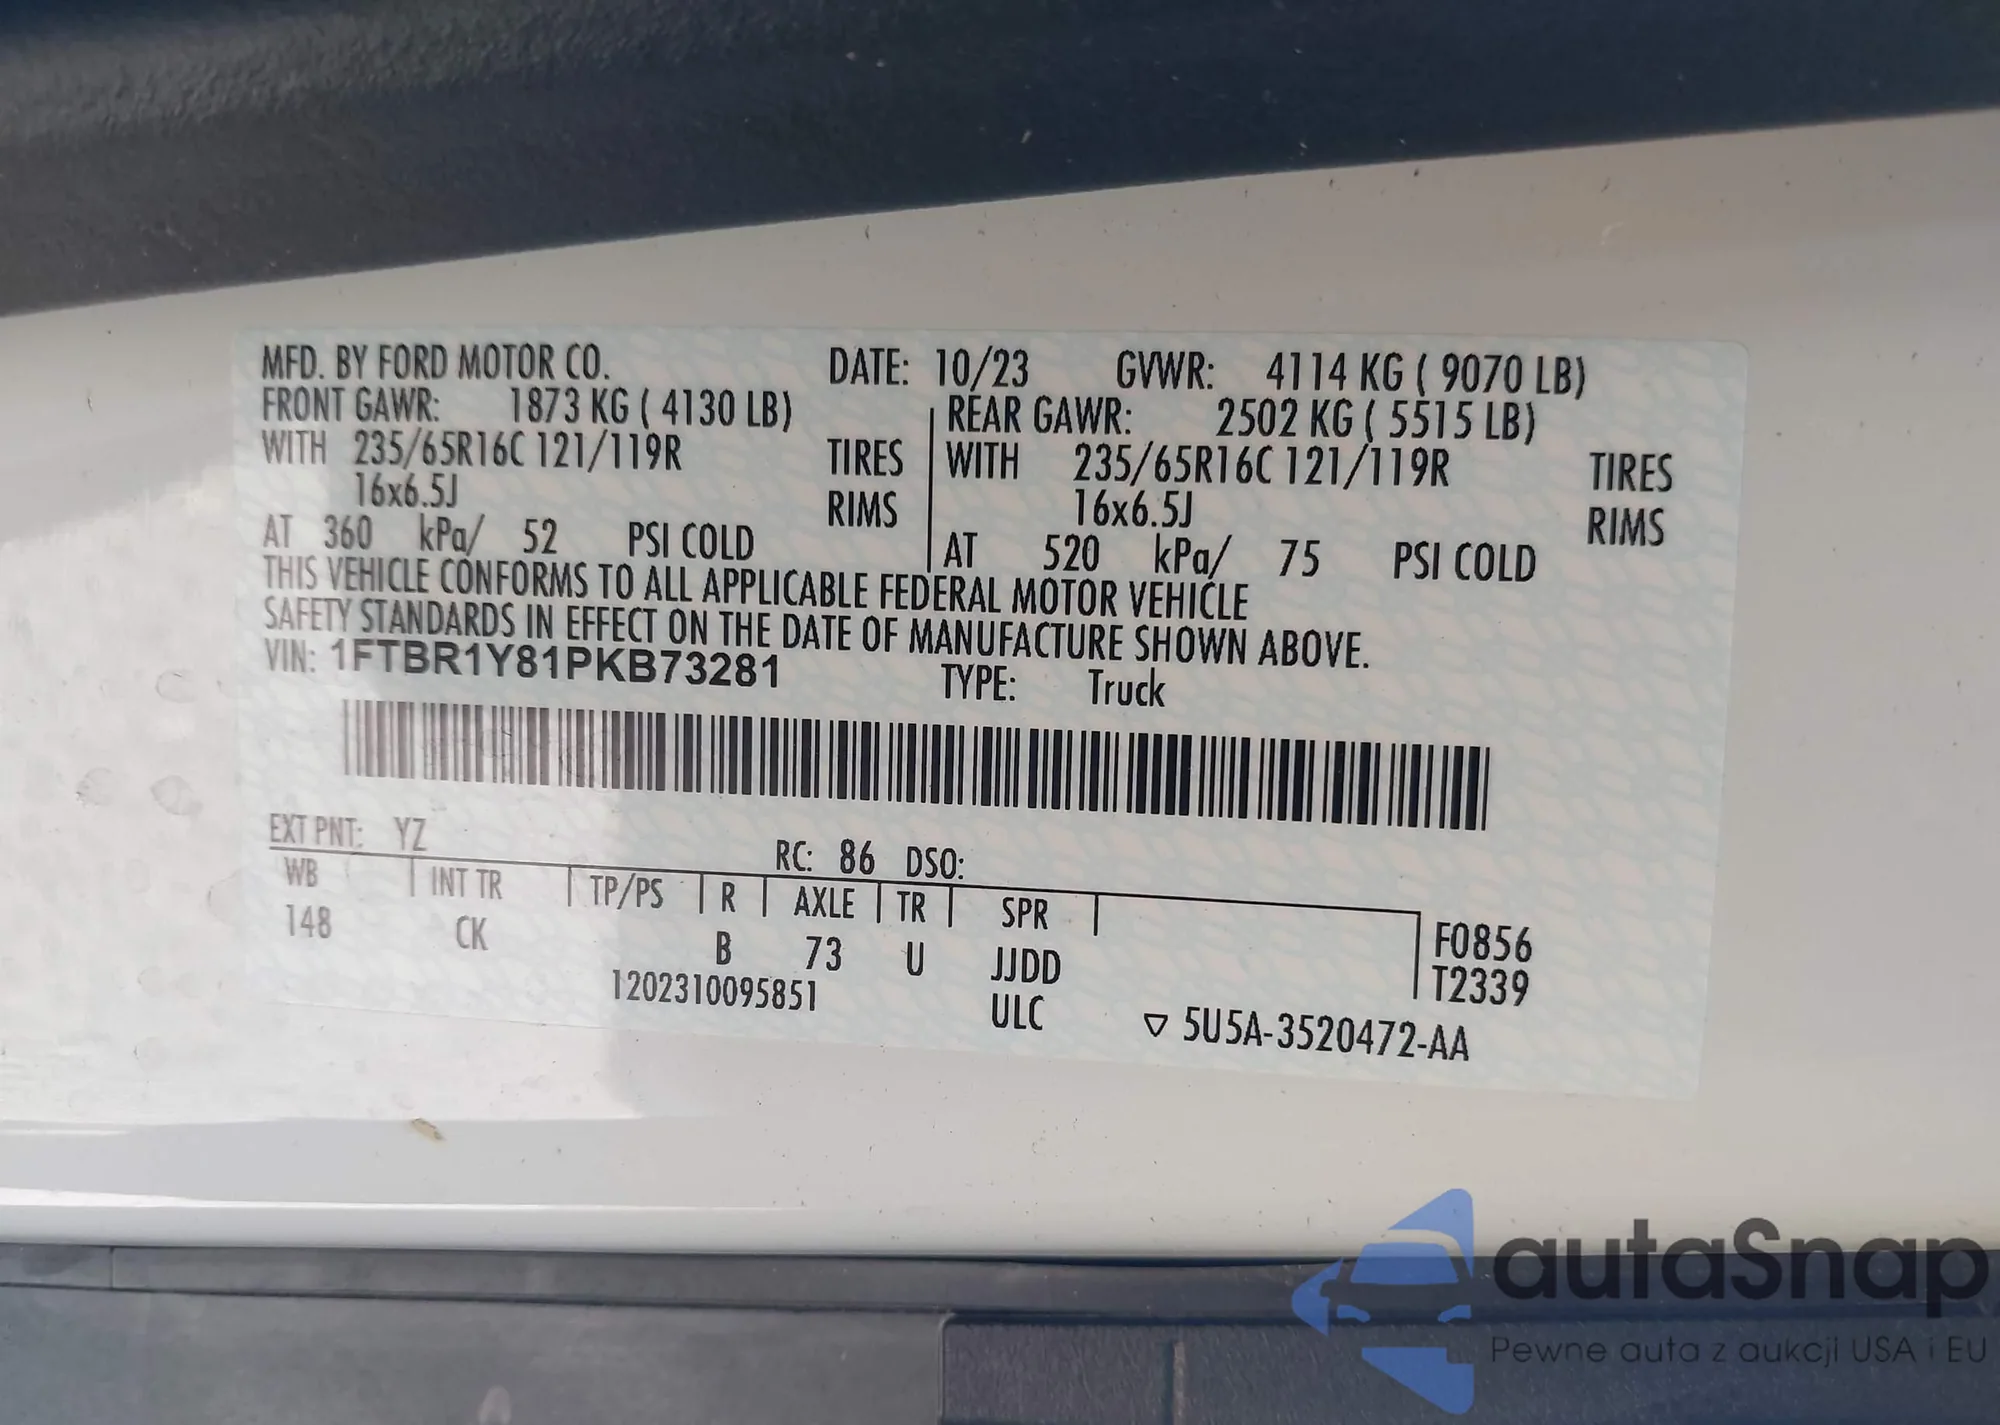 MFD. BY FORD MOTOR CO. DATE: 10/23 GVWR: 4114 KG ( 9070 LB)
FRONT GAWR: 1873 KG ( 4130 LB) REAR GAWR: 2502 KG ( 5515 LB)
WITH 235/65R16C 121/119R TIRES WITH 235/65R16C 121/119R TIRES
16x6.5J RIMS 16x6.5J RIMS
AT 360 kPa/ 52 PSI COLD AT 520 kPa/ 75 PSI COLD
THIS VEHICLE CONFORMS TO ALL APPLICABLE FEDERAL MOTOR VEHICLE
SAFETY STANDARDS IN EFFECT ON THE DATE OF MANUFACTURE SHOWN ABOVE.
VIN: 1FTBR1Y81PKB73281 TYPE: Truck
EXT PNT: YZ RC: 86 DSO:
WB INT TR TP/PS R AXLE TR SPR
148 CK B 73 U JJDD F0856
1202310095851 ULC T2339
▽ 5U5A-3520472-AA
autaSnap
Pewne auta z aukcji USA i EU